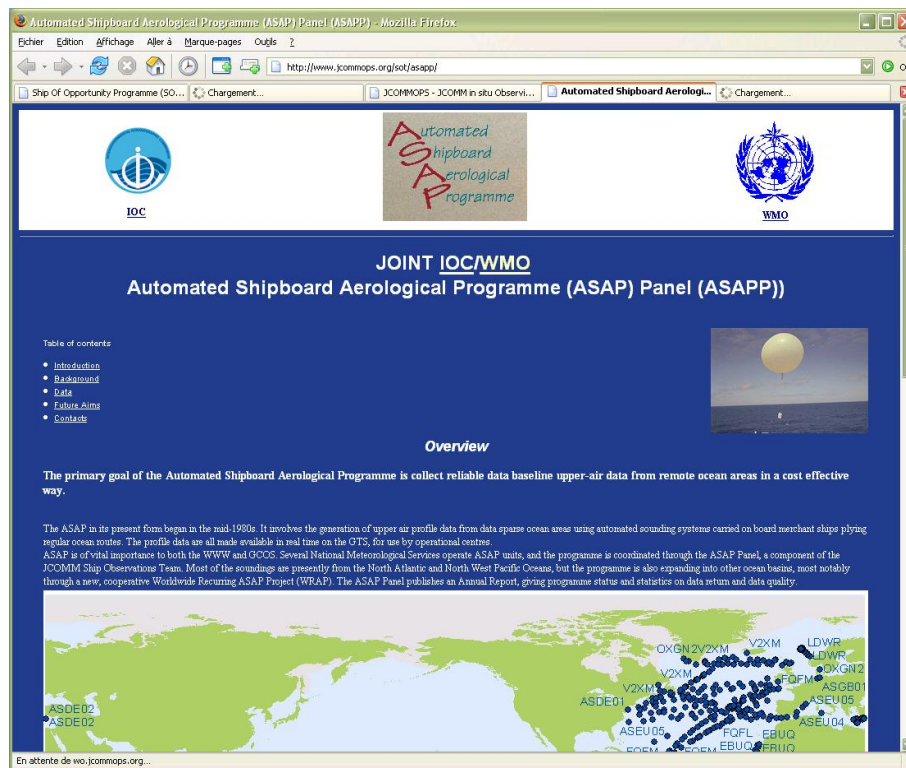 Automated Shipboard Aerological Programme (ASAP) Panel (ASAPP) - Mozilla Firefox
Fichier Edition Affichage Aller à Marque-pages Outils ?
http://www.jcommops.org/sot/asapp/
Ship Of Opportunity Programme (SO... Chargement... JCOMMOPS - JCOMM in situ Observi... Automated Shipboard Aerologi... Chargement...
Automated
Shipboard
Aerological
Programme
IOC
WMO
JOINT IOC/WMO
Automated Shipboard Aerological Programme (ASAP) Panel (ASAPP))
Table of contents
Introduction
Background
Data
Future Aims
Contacts
Overview
The primary goal of the Automated Shipboard Aerological Programme is collect reliable data baseline upper-air data from remote ocean areas in a cost effective
way.
The ASAP in its present form began in the mid-1980s. It involves the generation of upper air profile data from data sparse ocean areas using automated sounding systems carried on board merchant ships plying
regular ocean routes. The profile data are all made available in real time on the GTS, for use by operational centres.
ASAP is of vital importance to both the WWW and GCOS. Several National Meteorological Services operate ASAP units, and the programme is coordinated through the ASAP Panel, a component of the
JCOMM Ship Observations Team. Most of the soundings are presently from the North Atlantic and North West Pacific Oceans, but the programme is also expanding into other ocean basins, most notably
through a new, cooperative Worldwide Recurring ASAP Project (WRAP). The ASAP Panel publishes an Annual Report, giving programme status and statistics on data return and data quality.
OXGN2 V2XM V2XM LDWR
LDWR
V2XM OXGN2
V2XM FQFM ASGB01
ASDE01 ASEU05
ASDE02
ASDE02
ASEU05 ASEU04
FQFL EBUQ
FQFM FQFM EBUQ EBUQ
En attente de wo.jcommops.org...